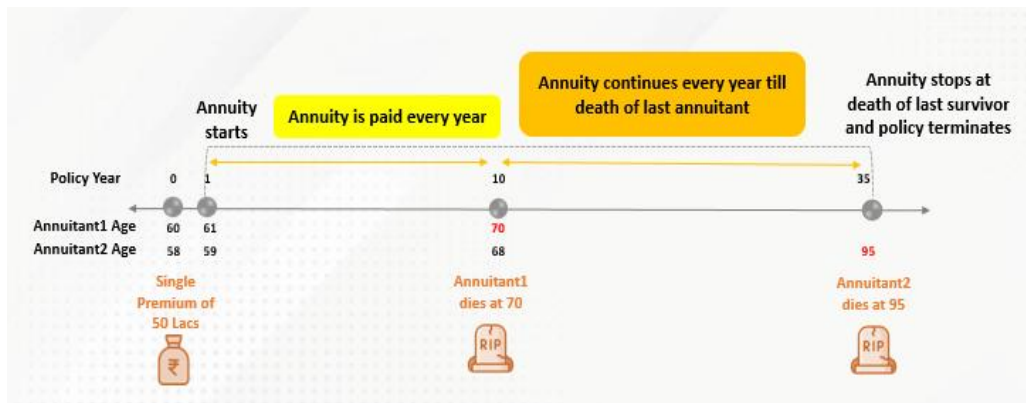 Annuity
starts
Annuity is paid every year
Annuity continues every year till
death of last annuitant
Annuity stops at
death of last survivor
and policy terminates
Policy Year 0 1 10 35
Annuitant1 Age 60 61 70
Annuitant2 Age 58 59 68 95
Single
Premium of
50 Lacs
₹
Annuitant1
dies at 70
RIP
Annuitant2
dies at 95
RIP